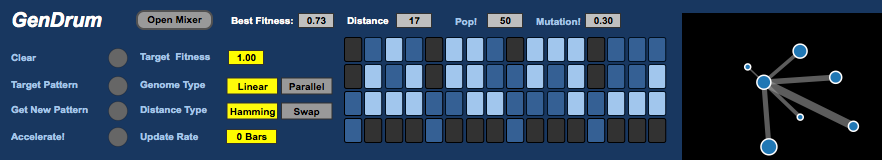 GenDrum Open Mixer Best Fitness: 0.73 Distance 17 Pop! 50 Mutation! 0.30
Clear Target Fitness 1.00
Target Pattern Genome Type Linear Parallel
Get New Pattern Distance Type Hamming Swap
Accelerate! Update Rate 0 Bars